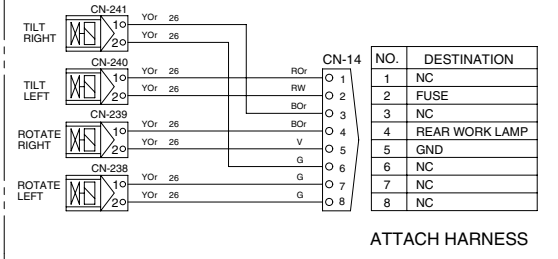 CN-241
TILT
RIGHT
1 YOr 26
2 YOr 26
CN-240
TILT
LEFT
1 YOr 26 ROr
2 YOr 26 RW
BOr
CN-239
ROTATE
RIGHT
1 YOr 26 BOr
2 YOr 26 V
G
CN-238
ROTATE
LEFT
1 YOr 26 G
2 YOr 26 G
CN-14
1
2
3
4
5
6
7
8
NO. DESTINATION
1 NC
2 FUSE
3 NC
4 REAR WORK LAMP
5 GND
6 NC
7 NC
8 NC
ATTACH HARNESS